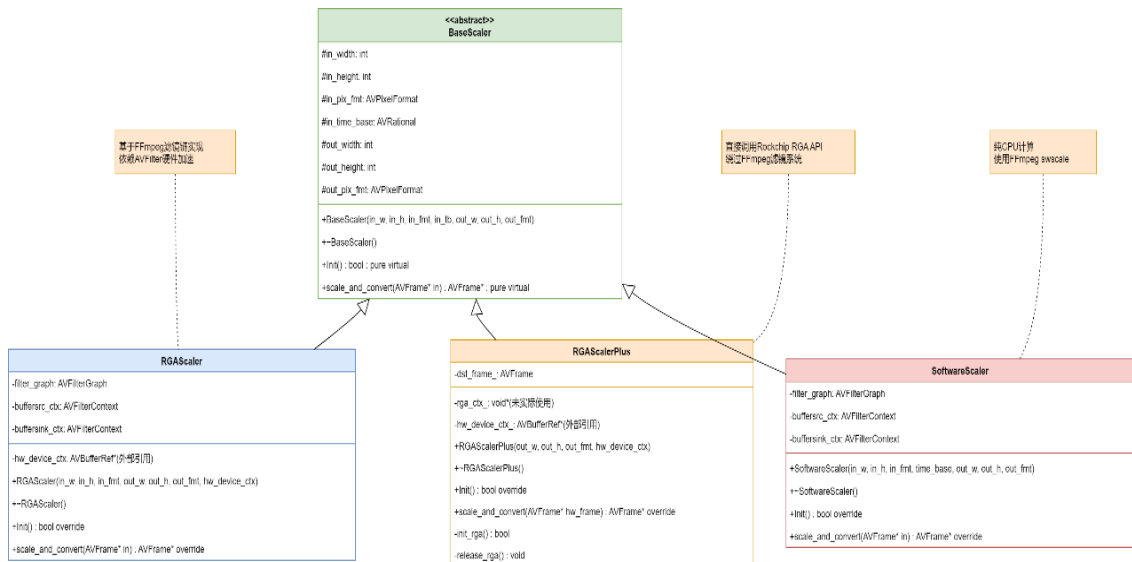 <<abstract>>
BaseScaler
#in_width: int
#in_height: int
#in_pix_fmt: AVPixelFormat
#in_time_base: AVRational
#out_width: int
#out_height: int
#out_pix_fmt: AVPixelFormat
+BaseScaler(in_w, in_h, in_fmt, in_tb, out_w, out_h, out_fmt)
+~BaseScaler()
+Init() : bool : pure virtual
+scale_and_convert(AVFrame* in) : AVFrame* : pure virtual
基于FFmpeg滤镜链实现
依赖AVFilter硬件加速
直接调用Rockchip RGA API
绕过FFmpeg滤镜系统
纯CPU计算
使用FFmpeg swscale
RGAScaler
-filter_graph: AVFilterGraph
-buffersrc_ctx: AVFilterContext
-buffersink_ctx: AVFilterContext
-hw_device_ctx: AVBufferRef*(外部引用)
+RGAScaler(in_w, in_h, in_fmt, out_w, out_h, out_fmt, hw_device_ctx)
+~RGAScaler()
+Init() : bool override
+scale_and_convert(AVFrame* in) : AVFrame* override
RGAScalerPlus
-dst_frame_: AVFrame
-rga_ctx_: void*(未实际使用)
-hw_device_ctx_: AVBufferRef*(外部引用)
+RGAScalerPlus(out_w, out_h, out_fmt, hw_device_ctx)
+~RGAScalerPlus()
+Init() : bool override
+scale_and_convert(AVFrame* hw_frame) : AVFrame* override
-init_rga() : bool
-release_rga() : void
SoftwareScaler
-filter_graph: AVFilterGraph
-buffersrc_ctx: AVFilterContext
-buffersink_ctx: AVFilterContext
+SoftwareScaler(in_w, in_h, in_fmt, time_base, out_w, out_h, out_fmt)
+~SoftwareScaler()
+Init() : bool override
+scale_and_convert(AVFrame* in) : AVFrame* override